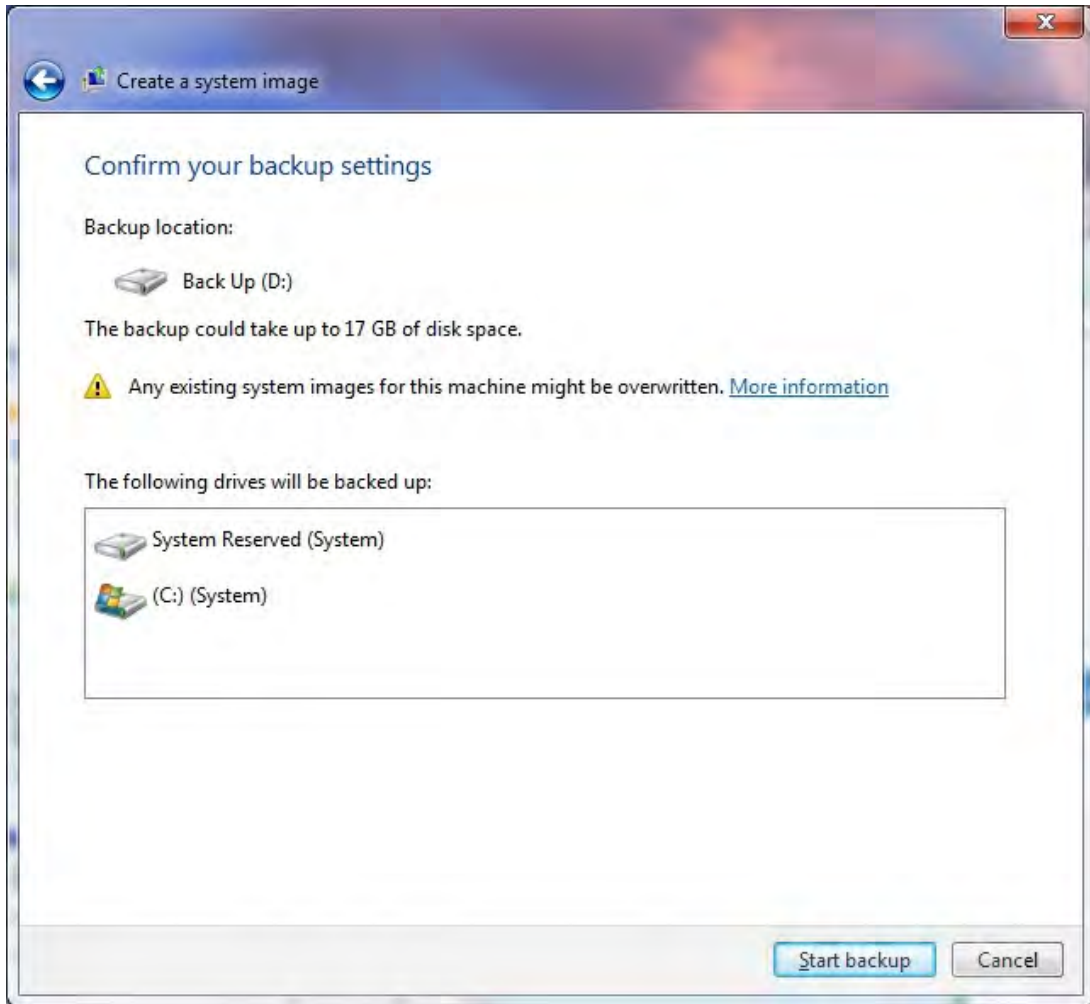 Create a system image
Confirm your backup settings
Backup location:
Back Up (D:)
The backup could take up to 17 GB of disk space.
Any existing system images for this machine might be overwritten. More information
The following drives will be backed up:
System Reserved (System)
(C:) (System)
Start backup Cancel